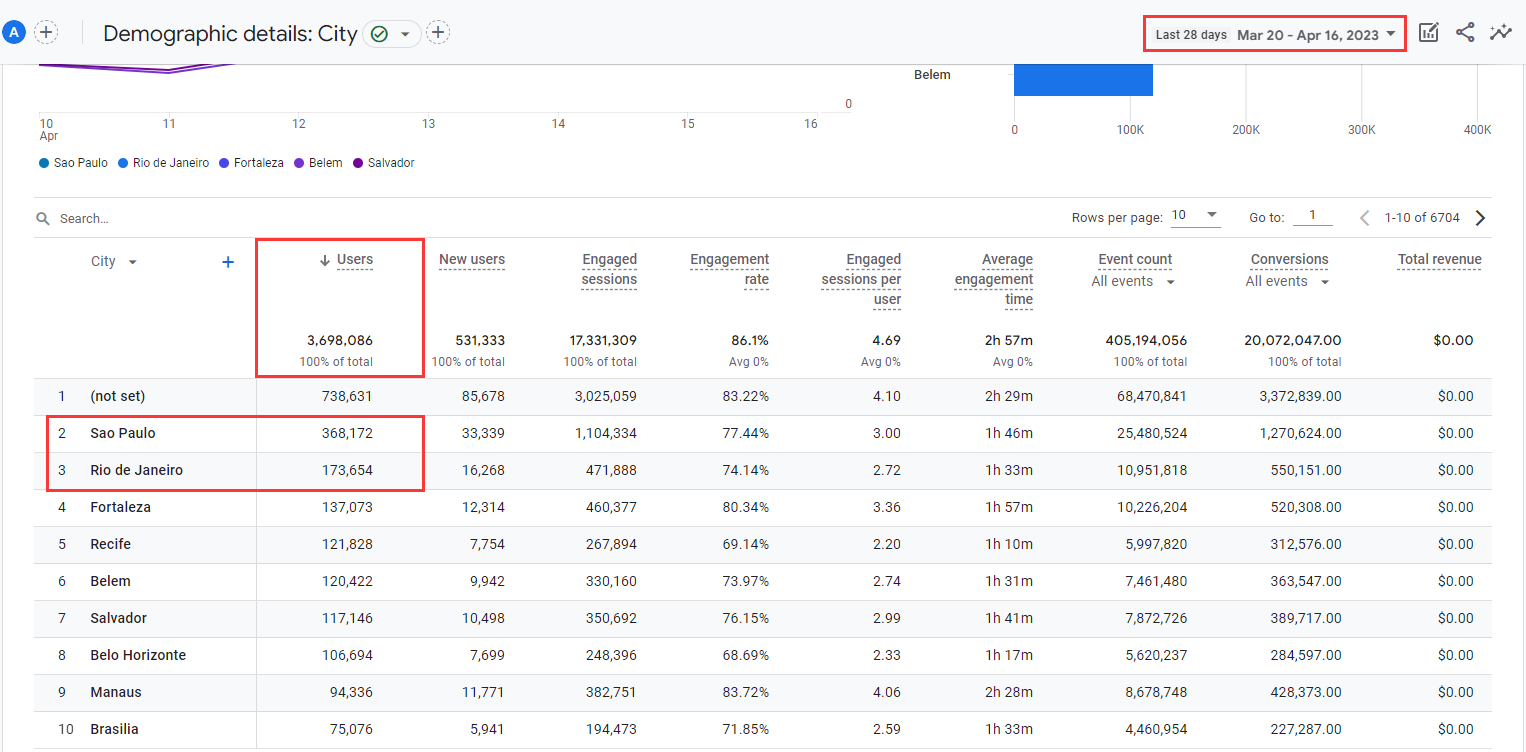 A
Demographic details: City
Last 28 days Mar 20 - Apr 16, 2023
Belem
0
10 11 12 13 14 15 16
Apr
0 100K 200K 300K 400K
Sao Paulo Rio de Janeiro Fortaleza Belem Salvador
Search...
Rows per page: 10 Go to: 1 1-10 of 6704
City + ↓ Users New users Engaged sessions Engagement rate Engaged sessions per user Average engagement time Event count Conversions Total revenue
All events All events
3,698,086 531,333 17,331,309 86.1% 4.69 2h 57m 405,194,056 20,072,047.00 $0.00
100% of total 100% of total 100% of total Avg 0% Avg 0% Avg 0% 100% of total 100% of total
1 (not set) 738,631 85,678 3,025,059 83.22% 4.10 2h 29m 68,470,841 3,372,839.00 $0.00
2 Sao Paulo 368,172 33,339 1,104,334 77.44% 3.00 1h 46m 25,480,524 1,270,624.00 $0.00
3 Rio de Janeiro 173,654 16,268 471,888 74.14% 2.72 1h 33m 10,951,818 550,151.00 $0.00
4 Fortaleza 137,073 12,314 460,377 80.34% 3.36 1h 57m 10,226,204 520,308.00 $0.00
5 Recife 121,828 7,754 267,894 69.14% 2.20 1h 10m 5,997,820 312,576.00 $0.00
6 Belem 120,422 9,942 330,160 73.97% 2.74 1h 31m 7,461,480 363,547.00 $0.00
7 Salvador 117,146 10,498 350,692 76.15% 2.99 1h 41m 7,872,726 389,717.00 $0.00
8 Belo Horizonte 106,694 7,699 248,396 68.69% 2.33 1h 17m 5,620,237 284,597.00 $0.00
9 Manaus 94,336 11,771 382,751 83.72% 4.06 2h 28m 8,678,748 428,373.00 $0.00
10 Brasilia 75,076 5,941 194,473 71.85% 2.59 1h 33m 4,460,954 227,287.00 $0.00